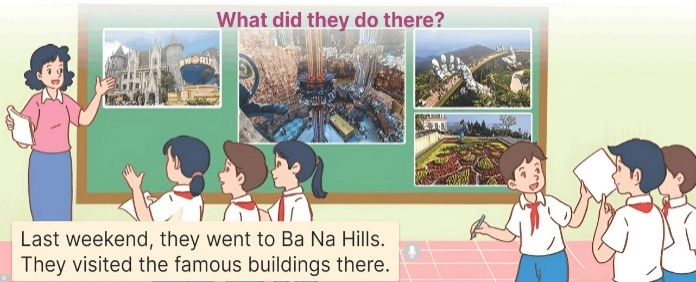 What did they do there?
Last weekend, they went to Ba Na Hills.
They visited the famous buildings there.